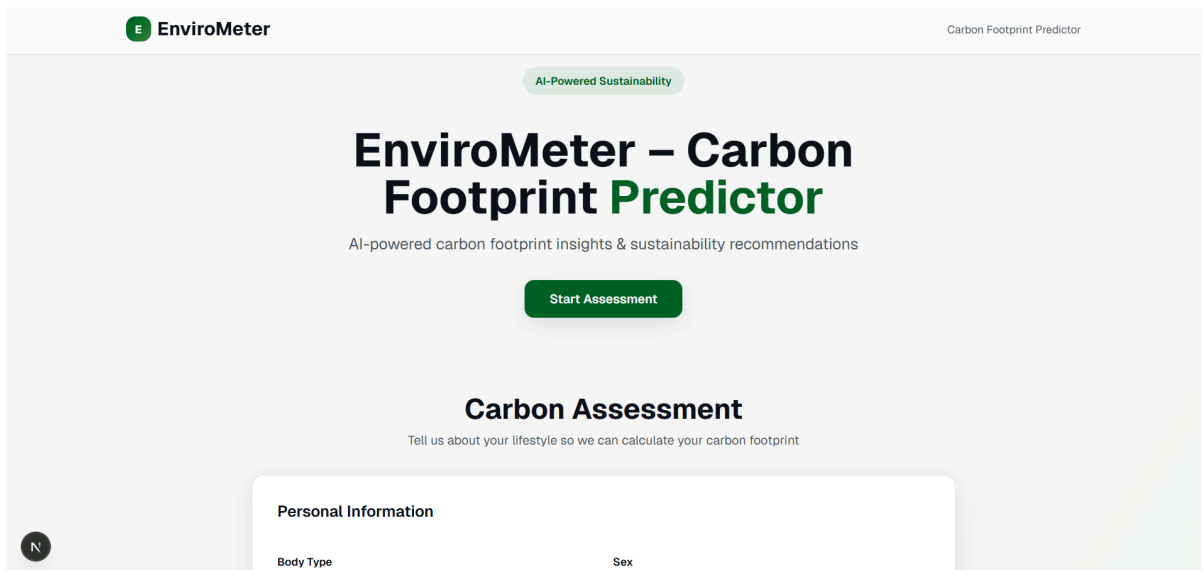 E EnviroMeter
Carbon Footprint Predictor
AI-Powered Sustainability
EnviroMeter – Carbon
Footprint Predictor
AI-powered carbon footprint insights & sustainability recommendations
Start Assessment
Carbon Assessment
Tell us about your lifestyle so we can calculate your carbon footprint
Personal Information
Body Type
Sex
N